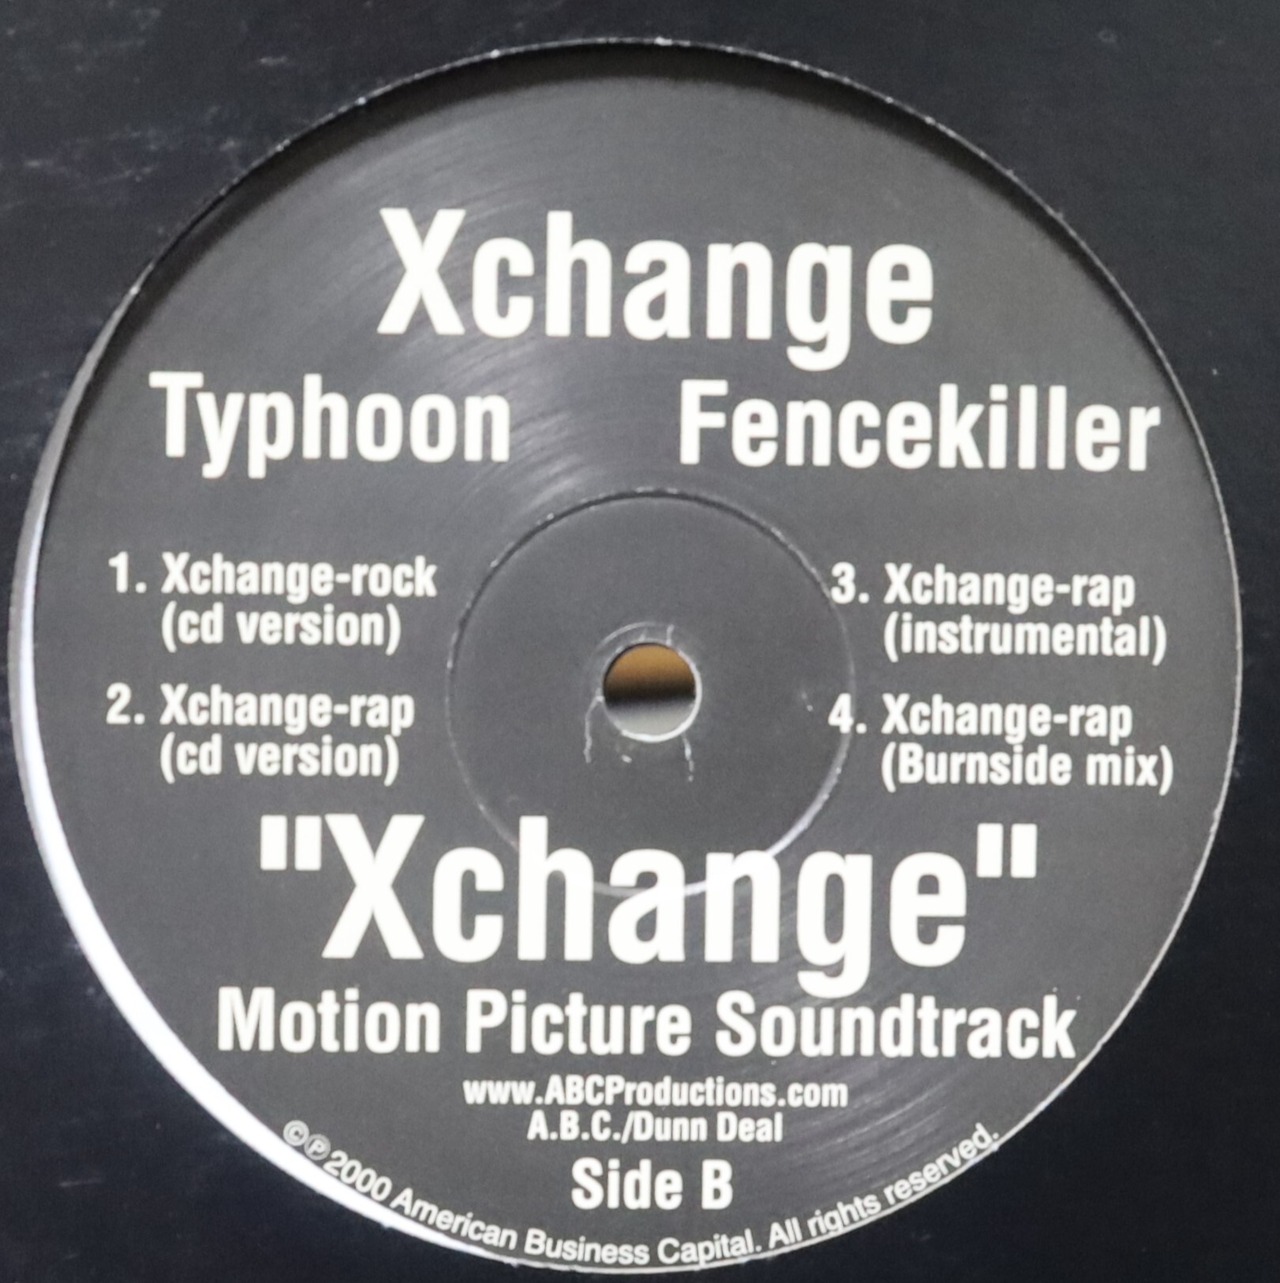 Xchange
Typhoon
Fencekiller
1. Xchange-rock
(cd version)
2. Xchange-rap
(cd version)
3. Xchange-rap
(instrumental)
4. Xchange-rap
(Burnside mix)
"Xchange"
Motion Picture Soundtrack
www.ABCProductions.com
A.B.C./Dunn Deal
Side B
©℗2000 American Business Capital. All rights reserved.